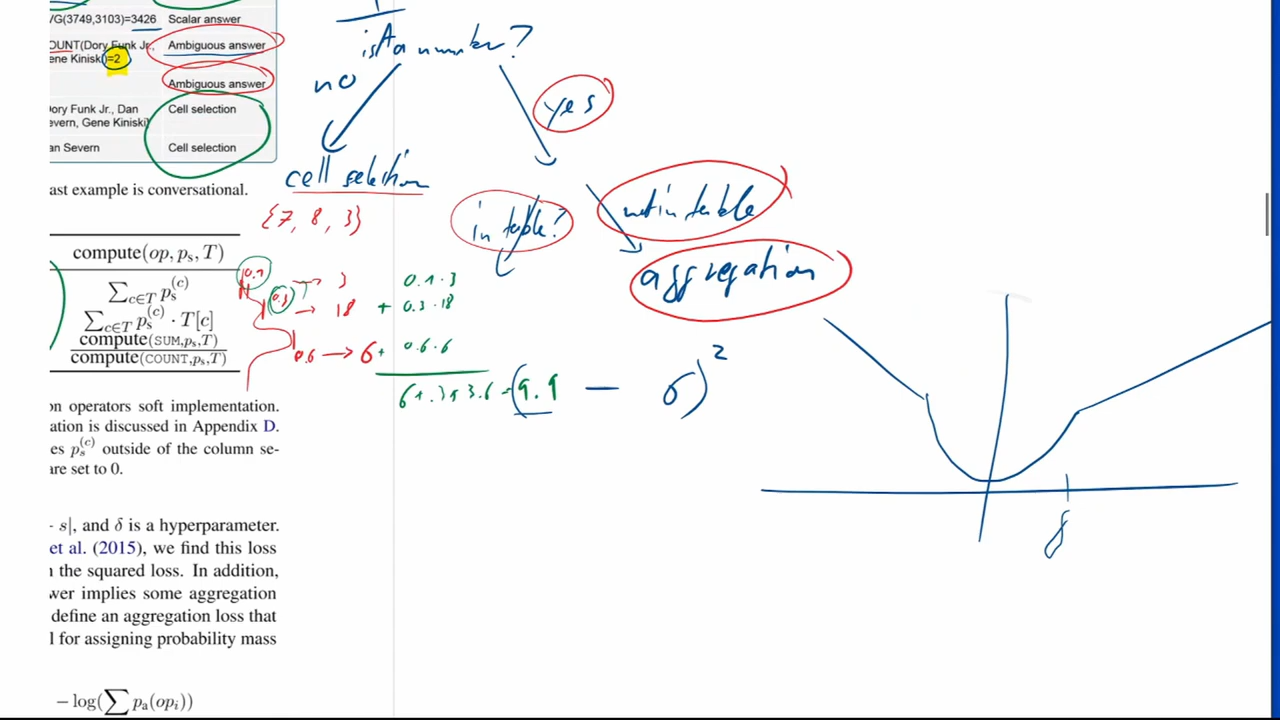 VG(3749,3103)=3426 Scalar answer
OUNT(Dory Funk Jr., Ambiguous answer
ene Kiniski)=2
Ambiguous answer
ory Funk Jr., Dan Cell selection
evern, Gene Kiniski)
an Severn Cell selection
is it a number?
no
yes
cell selection
{7, 8, 3}
in table?
not in table
aggregation
ast example is conversational.
compute(op, pₛ, T)
∑c∈T pₛ^(c)
∑c∈T pₛ^(c) · T[c]
compute(SUM,pₛ,T)
compute(COUNT,pₛ,T)
→ 3 0.1·3
0.3 → 18 + 0.3·18
0.6 → 6 + 0.6·6
(9.9 — σ)²
on operators soft implementation.
ation is discussed in Appendix D.
es pₛ^(c) outside of the column se-
are set to 0.
δ
- s|, and δ is a hyperparameter.
et al. (2015), we find this loss
n the squared loss. In addition,
wer implies some aggregation
define an aggregation loss that
l for assigning probability mass
− log(∑ pₐ(opᵢ))